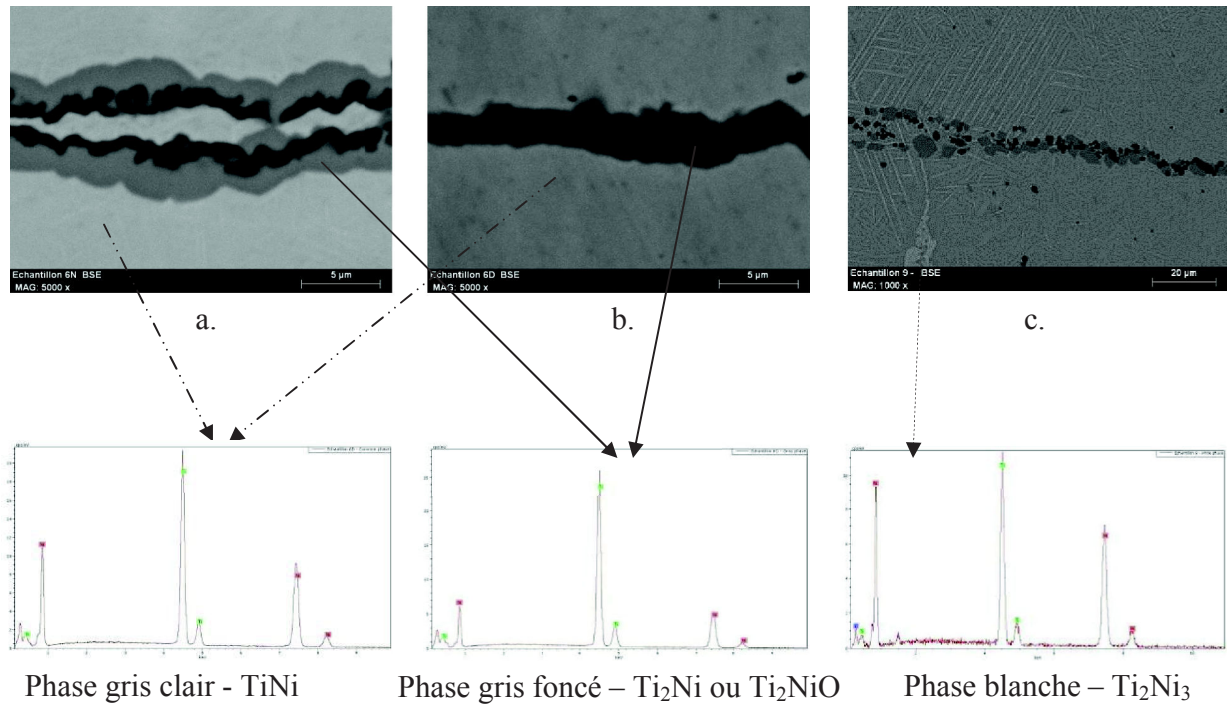 Echantillon 6N BSE
MAG: 5000 x
5 µm
Echantillon 6D BSE
MAG: 5000 x
5 µm
Echantillon 9 - BSE
MAG: 1000 x
20 µm
a.
b.
c.
Phase gris clair - TiNi
Phase gris foncé – Ti₂Ni ou Ti₂NiO
Phase blanche – Ti₂Ni₃